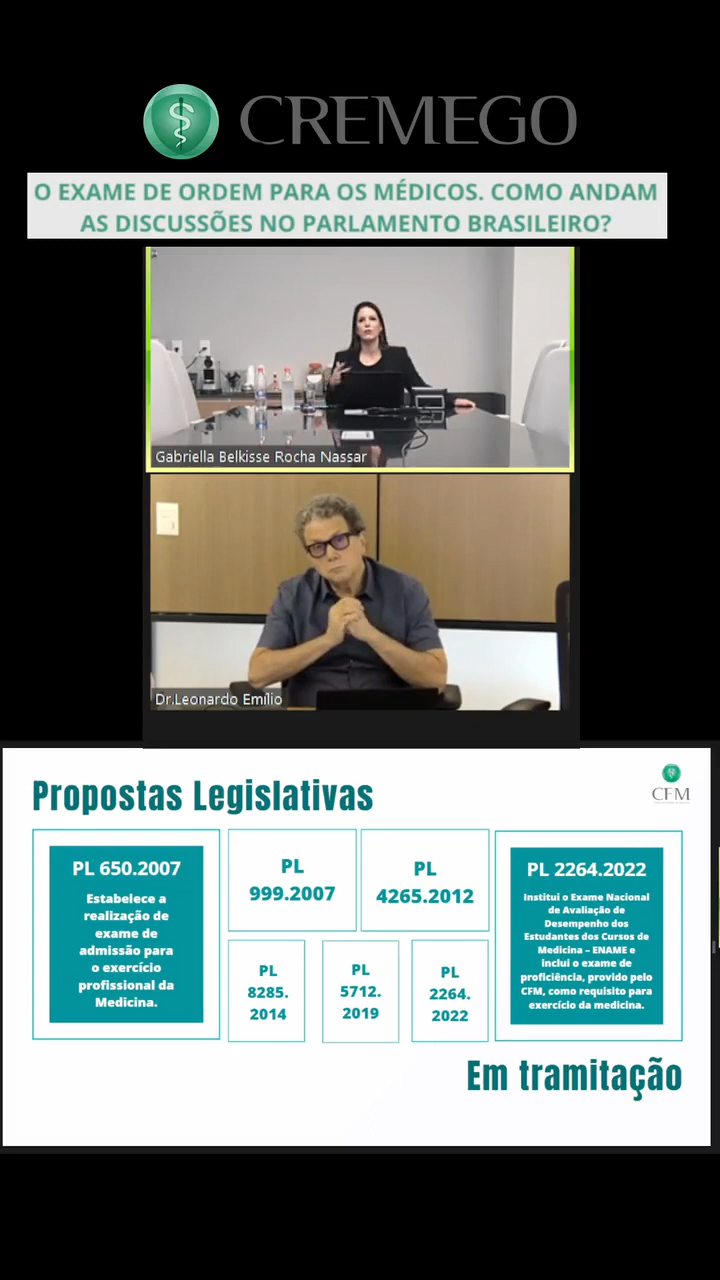 CREMEGO
O EXAME DE ORDEM PARA OS MÉDICOS. COMO ANDAM
AS DISCUSSÕES NO PARLAMENTO BRASILEIRO?
Gabriella Belkisse Rocha Nassar
Dr.Leonardo Emílio
Propostas Legislativas
CFM
PL 650.2007
Estabelece a
realização de
exame de
admissão para
o exercício
profissional da
Medicina.
PL
999.2007
PL
4265.2012
PL
8285.
2014
PL
5712.
2019
PL
2264.
2022
PL 2264.2022
Institui o Exame Nacional
de Avaliação de
Desempenho dos
Estudantes dos Cursos de
Medicina – ENAME e
inclui o exame de
proficiência, provido pelo
CFM, como requisito para
exercício da medicina.
Em tramitação